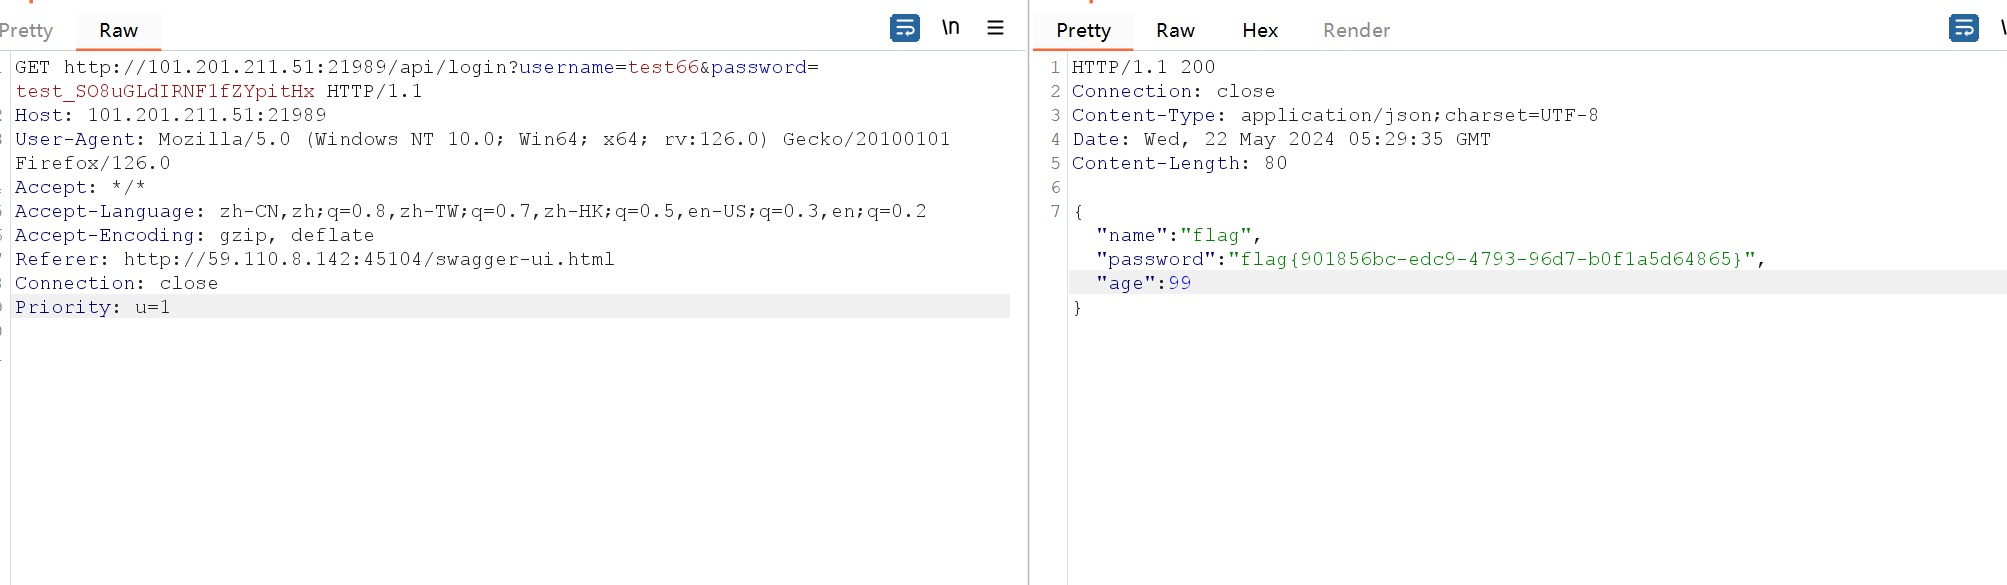 Pretty Raw \n
GET http://101.201.211.51:21989/api/login?username=test66&password=
test_SO8uGLdIRNF1fZYpitHx HTTP/1.1
Host: 101.201.211.51:21989
User-Agent: Mozilla/5.0 (Windows NT 10.0; Win64; x64; rv:126.0) Gecko/20100101
Firefox/126.0
Accept: */*
Accept-Language: zh-CN,zh;q=0.8,zh-TW;q=0.7,zh-HK;q=0.5,en-US;q=0.3,en;q=0.2
Accept-Encoding: gzip, deflate
Referer: http://59.110.8.142:45104/swagger-ui.html
Connection: close
Priority: u=1
Pretty Raw Hex Render
1 HTTP/1.1 200
2 Connection: close
3 Content-Type: application/json;charset=UTF-8
4 Date: Wed, 22 May 2024 05:29:35 GMT
5 Content-Length: 80
6
7 {
"name":"flag",
"password":"flag{901856bc-edc9-4793-96d7-b0f1a5d64865}",
"age":99
}